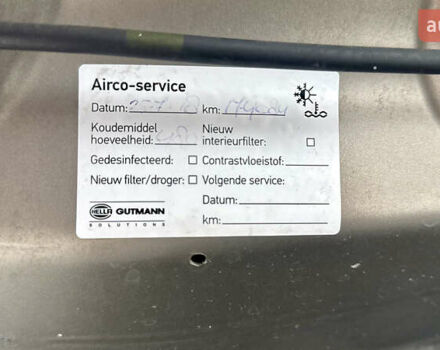 au
Airco-service
Datum: km:
Koudemiddel Nieuw
hoeveelheid: interieurfilter:
Gedesinfecteerd: Contrastvloeistof:
Nieuw filter/droger: Volgende service:
Datum:
HELLA GUTMANN km:
SOLUTIONS